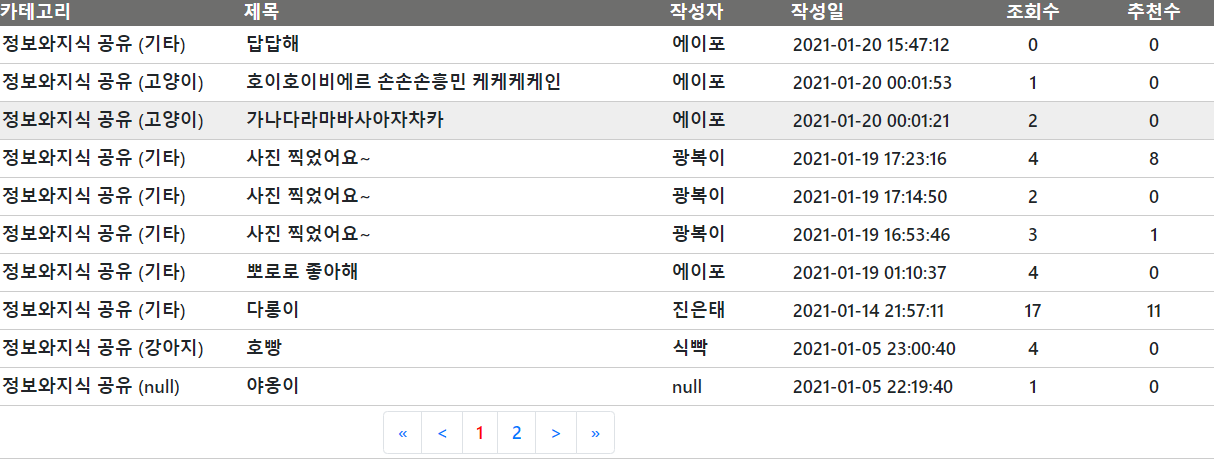 카테고리 제목 작성자 작성일 조회수 추천수
정보와지식 공유 (기타) 답답해 에이포 2021-01-20 15:47:12 0 0
정보와지식 공유 (고양이) 호이호이비에르 손손손흥민 케케케케인 에이포 2021-01-20 00:01:53 1 0
정보와지식 공유 (고양이) 가나다라마바사아자차카 에이포 2021-01-20 00:01:21 2 0
정보와지식 공유 (기타) 사진 찍었어요~ 광복이 2021-01-19 17:23:16 4 8
정보와지식 공유 (기타) 사진 찍었어요~ 광복이 2021-01-19 17:14:50 2 0
정보와지식 공유 (기타) 사진 찍었어요~ 광복이 2021-01-19 16:53:46 3 1
정보와지식 공유 (기타) 뽀로로 좋아해 에이포 2021-01-19 01:10:37 4 0
정보와지식 공유 (기타) 다롱이 진은태 2021-01-14 21:57:11 17 11
정보와지식 공유 (강아지) 호빵 식빡 2021-01-05 23:00:40 4 0
정보와지식 공유 (null) 야옹이 null 2021-01-05 22:19:40 1 0
« < 1 2 > »